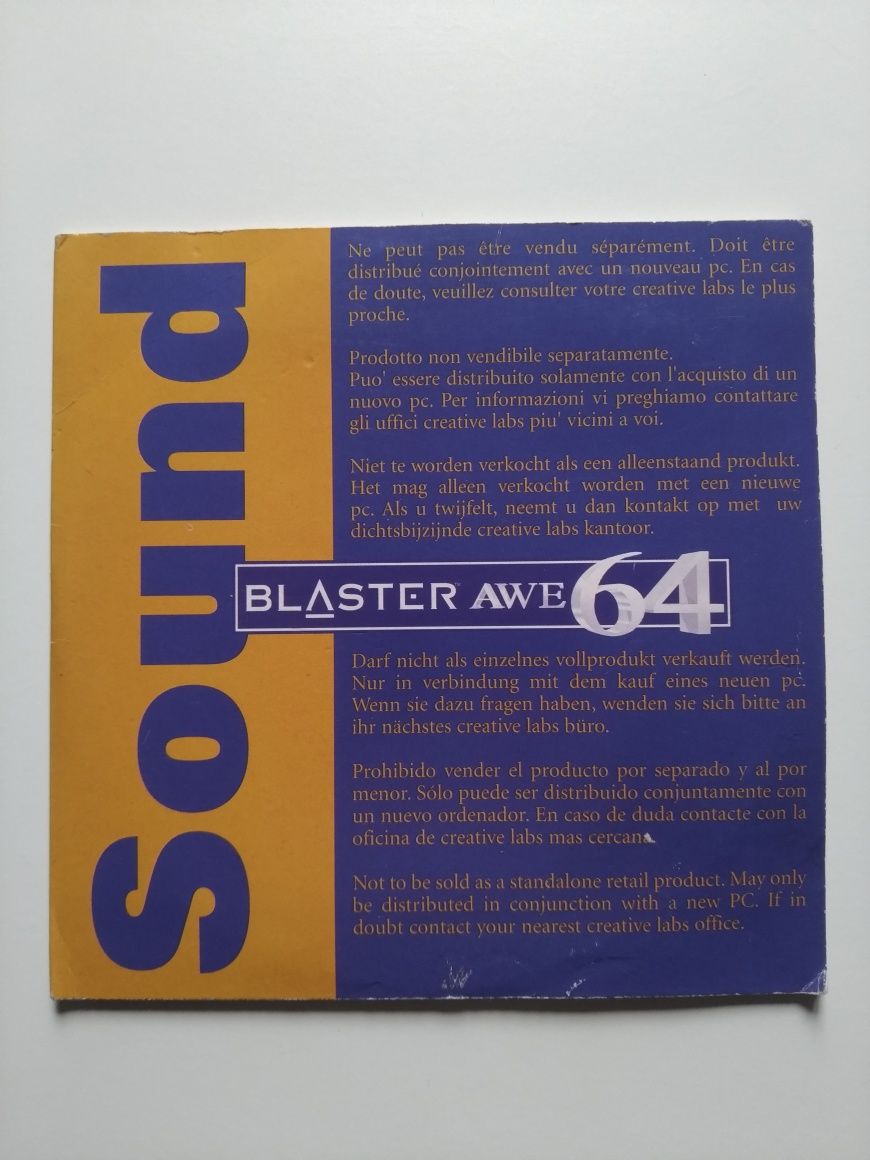 Sound
Ne peut pas être vendu séparément. Doit être
distribué conjointement avec un nouveau pc. En cas
de doute, veuillez consulter votre creative labs le plus
proche.
Prodotto non vendibile separatamente.
Puo' essere distribuito solamente con l'acquisto di un
nuovo pc. Per informazioni vi preghiamo contattare
gli uffici creative labs piu' vicini a voi.
Niet te worden verkocht als een alleenstaand produkt.
Het mag alleen verkocht worden met een nieuwe
pc. Als u twijfelt, neemt u dan kontakt op met uw
dichtsbijzijnde creative labs kantoor.
BLASTER™ AWE64
Darf nicht als einzelnes vollprodukt verkauft werden.
Nur in verbindung mit dem kauf eines neuen pc.
Wenn sie dazu fragen haben, wenden sie sich bitte an
ihr nächstes creative labs büro.
Prohibido vender el producto por separado y al por
menor. Sólo puede ser distribuido conjuntamente con
un nuevo ordenador. En caso de duda contacte con la
oficina de creative labs mas cercana.
Not to be sold as a standalone retail product. May only
be distributed in conjunction with a new PC. If in
doubt contact your nearest creative labs office.